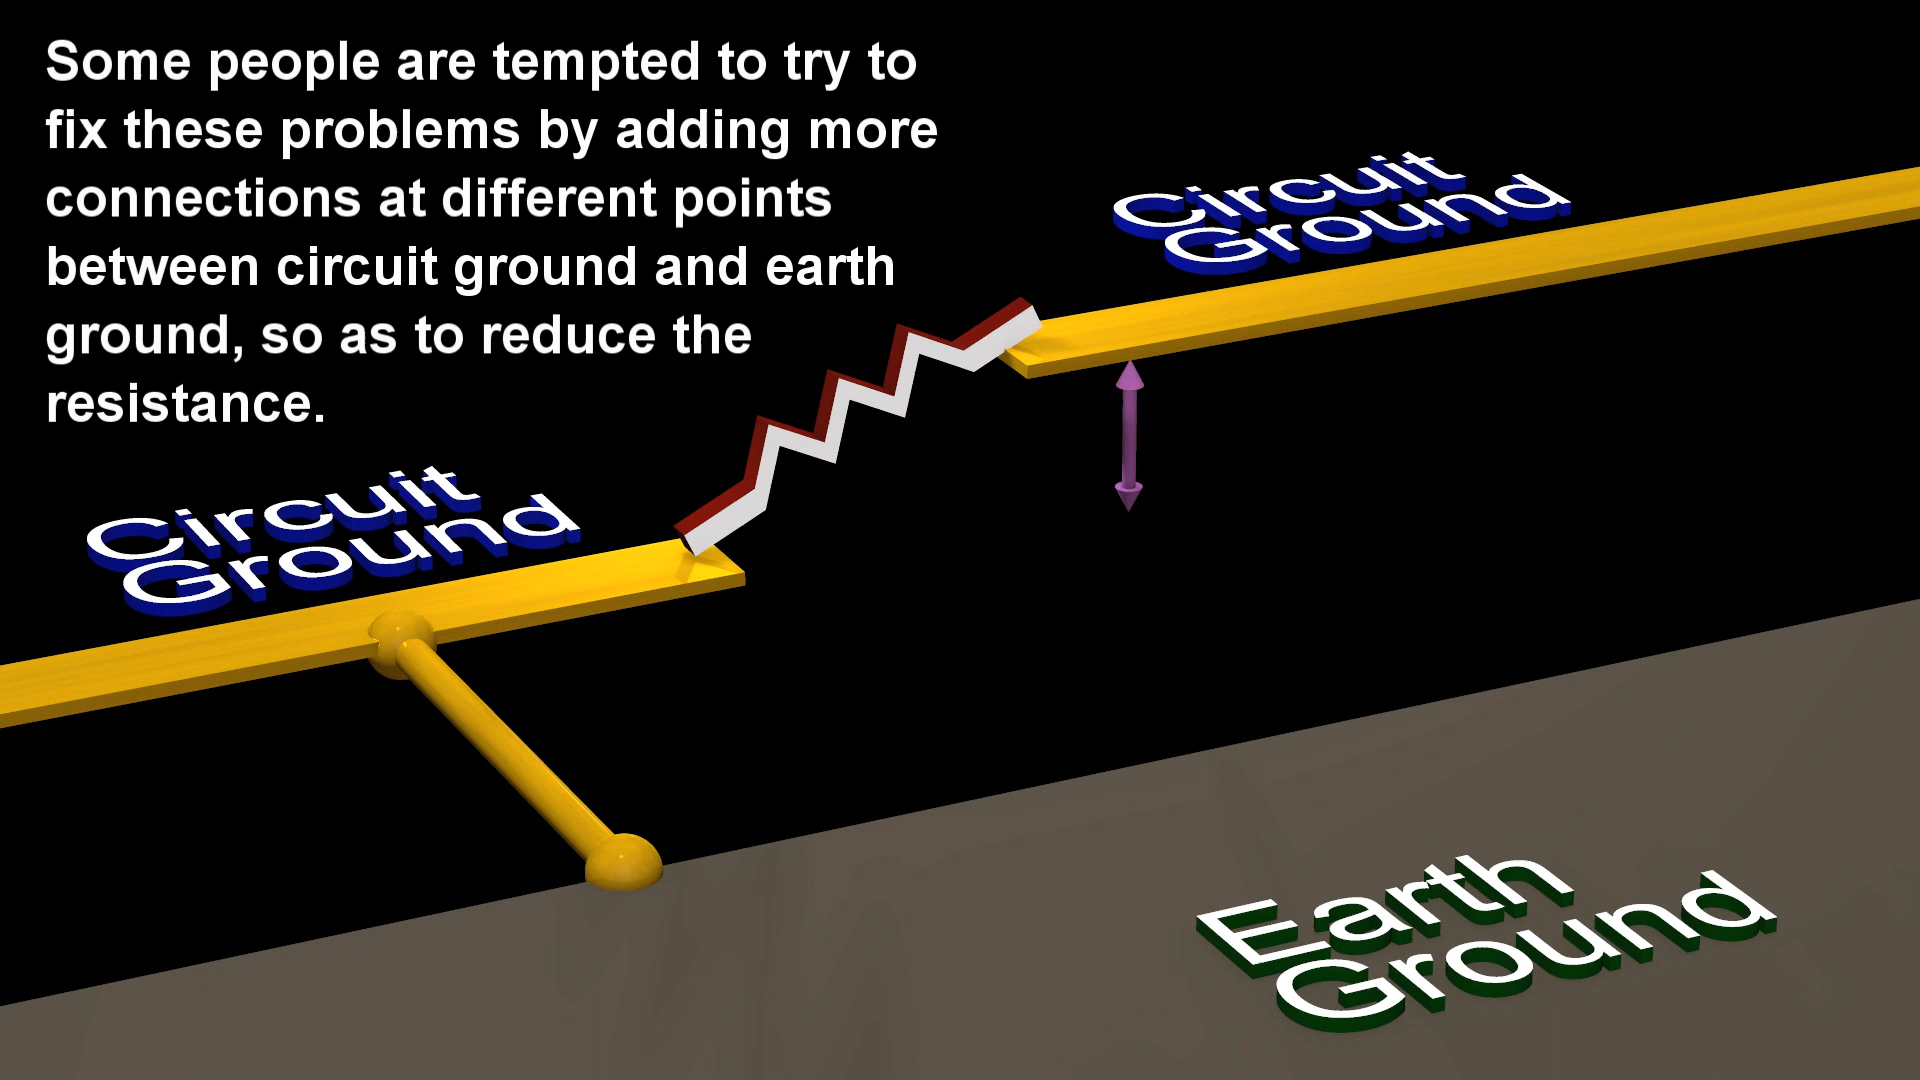 Some people are tempted to try to
fix these problems by adding more
connections at different points
between circuit ground and earth
ground, so as to reduce the
resistance.
Circuit
Ground
Circuit
Ground
Earth
Ground